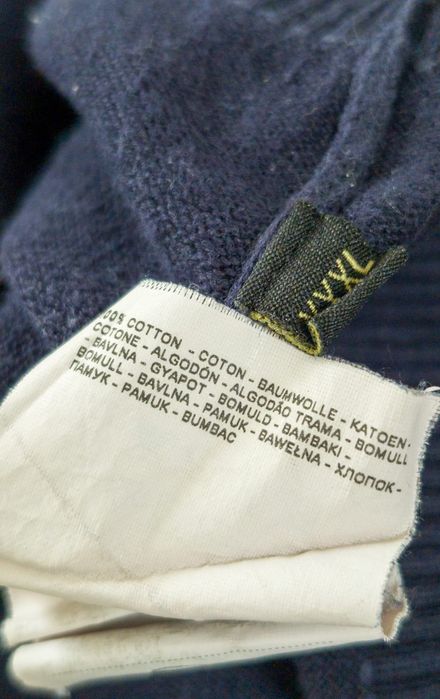 00% COTTON - COTON - BAUMWOLLE - KATOEN -
COTONE - ALGODÓN - ALGODÃO TRAMA - BOMULL
- BAVLNA - GYAPOT - BOMULD - BAMBAKI -
BOMULL - BAVLNA - PAMUK - BAWEŁNA - ХЛОПОК -
ПАМУК - PAMUK - BUMBAC